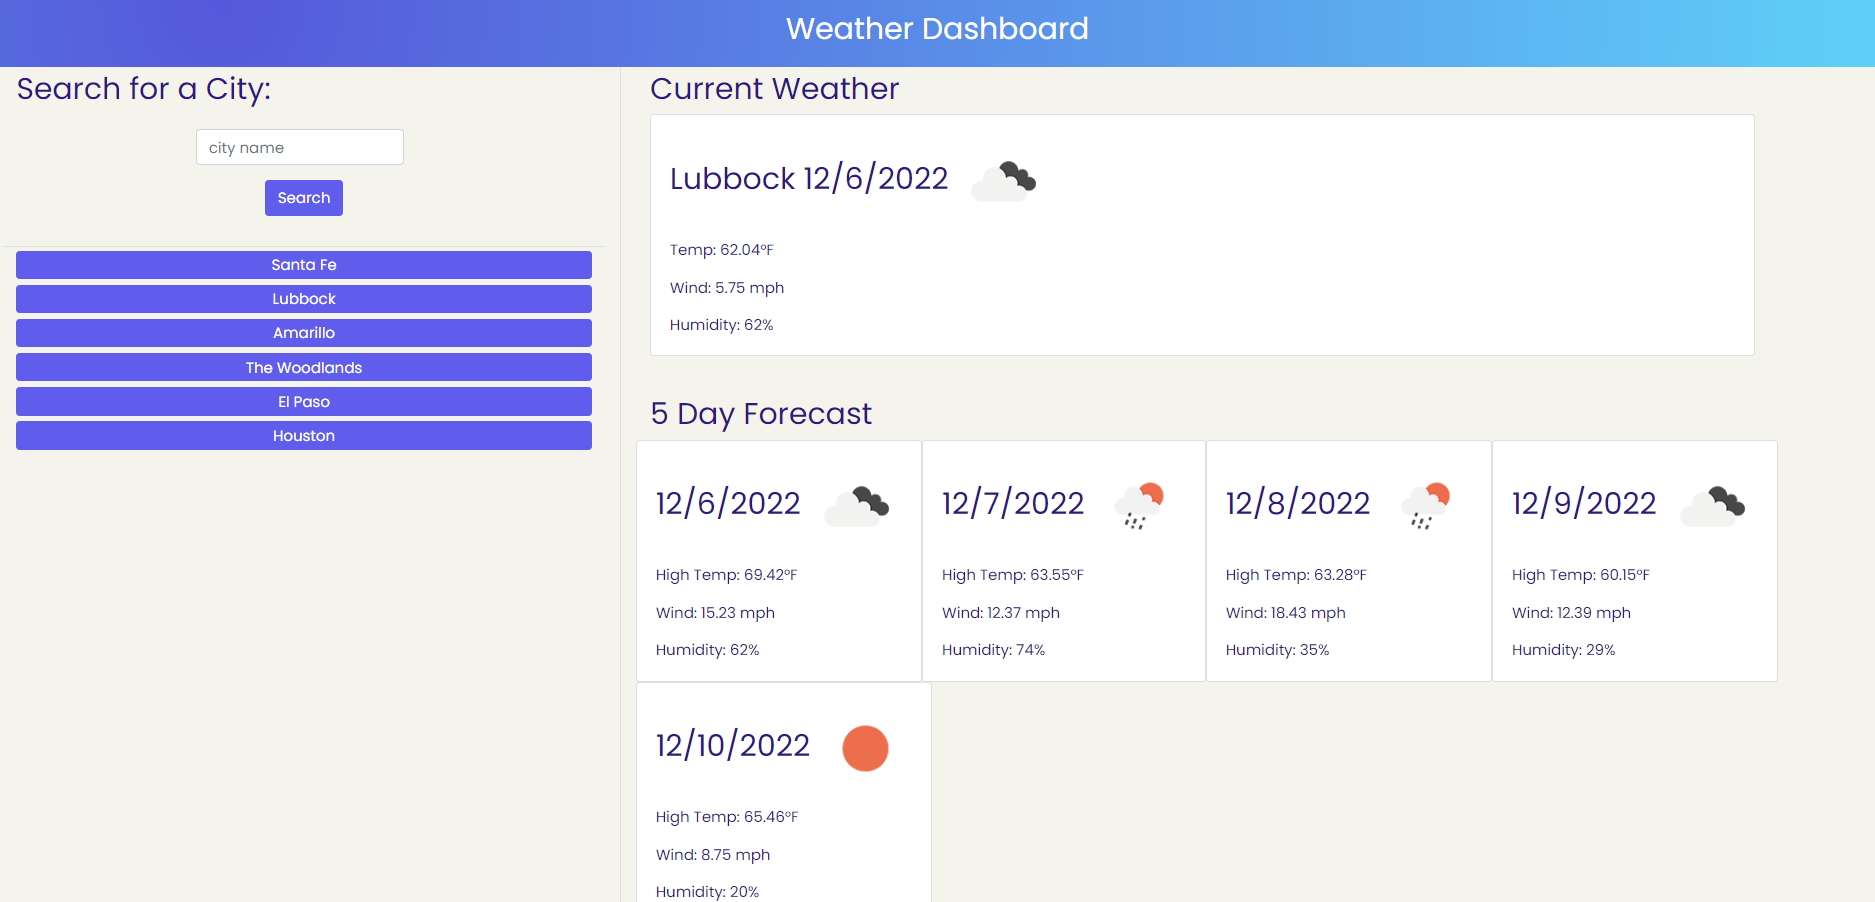 Weather Dashboard
Search for a City:
city name
Search
Santa Fe
Lubbock
Amarillo
The Woodlands
El Paso
Houston
Current Weather
Lubbock 12/6/2022
Temp: 62.04°F
Wind: 5.75 mph
Humidity: 62%
5 Day Forecast
12/6/2022
High Temp: 69.42°F
Wind: 15.23 mph
Humidity: 62%
12/7/2022
High Temp: 63.55°F
Wind: 12.37 mph
Humidity: 74%
12/8/2022
High Temp: 63.28°F
Wind: 18.43 mph
Humidity: 35%
12/9/2022
High Temp: 60.15°F
Wind: 12.39 mph
Humidity: 29%
12/10/2022
High Temp: 65.46°F
Wind: 8.75 mph
Humidity: 20%